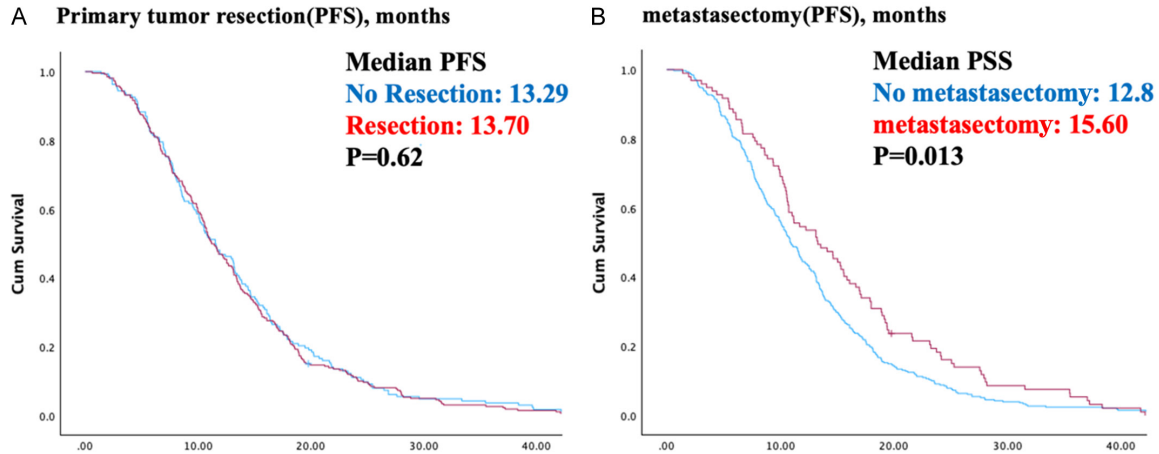 A Primary tumor resection(PFS), months
Median PFS
No Resection: 13.29
Resection: 13.70
P=0.62
Cum Survival
1.0
0.8
0.6
0.4
0.2
0.0
.00 10.00 20.00 30.00 40.00
B metastasectomy(PFS), months
Median PSS
No metastasectomy: 12.8
metastasectomy: 15.60
P=0.013
Cum Survival
1.0
0.8
0.6
0.4
0.2
0.0
.00 10.00 20.00 30.00 40.00